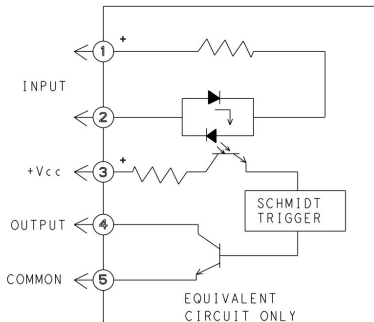 1 +
INPUT
2
+Vcc
3 +
SCHMIDT
TRIGGER
OUTPUT
4
COMMON
5
EQUIVALENT
CIRCUIT ONLY